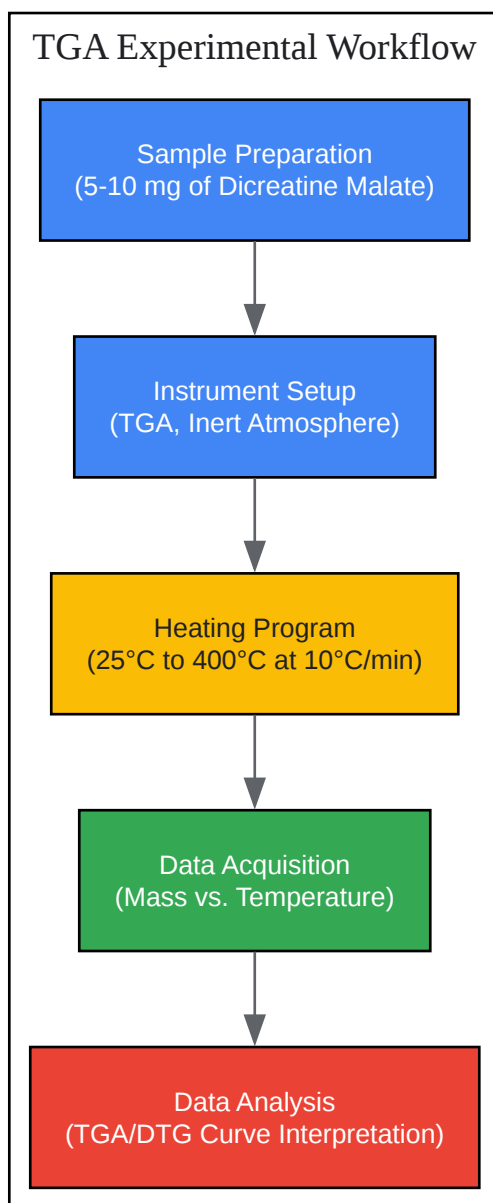 TGA Experimental Workflow
Sample Preparation
(5-10 mg of Dicreatine Malate)
Instrument Setup
(TGA, Inert Atmosphere)
Heating Program
(25°C to 400°C at 10°C/min)
Data Acquisition
(Mass vs. Temperature)
Data Analysis
(TGA/DTG Curve Interpretation)